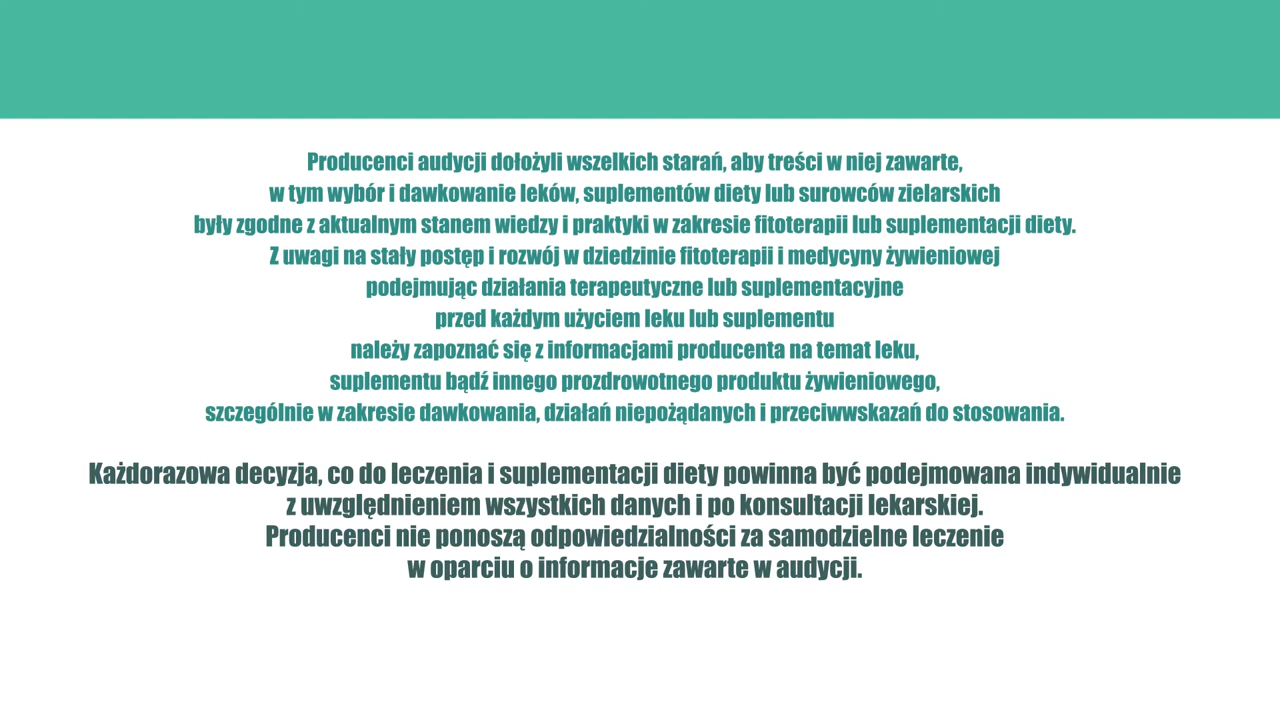 Producenci audycji dołożyli wszelkich starań, aby treści w niej zawarte,
w tym wybór i dawkowanie leków, suplementów diety lub surowców zielarskich
były zgodne z aktualnym stanem wiedzy i praktyki w zakresie fitoterapii lub suplementacji diety.
Z uwagi na stały postęp i rozwój w dziedzinie fitoterapii i medycyny żywieniowej
podejmując działania terapeutyczne lub suplementacyjne
przed każdym użyciem leku lub suplementu
należy zapoznać się z informacjami producenta na temat leku,
suplementu bądź innego prozdrowotnego produktu żywieniowego,
szczególnie w zakresie dawkowania, działań niepożądanych i przeciwwskazań do stosowania.
Każdorazowa decyzja, co do leczenia i suplementacji diety powinna być podejmowana indywidualnie
z uwzględnieniem wszystkich danych i po konsultacji lekarskiej.
Producenci nie ponoszą odpowiedzialności za samodzielne leczenie
w oparciu o informacje zawarte w audycji.